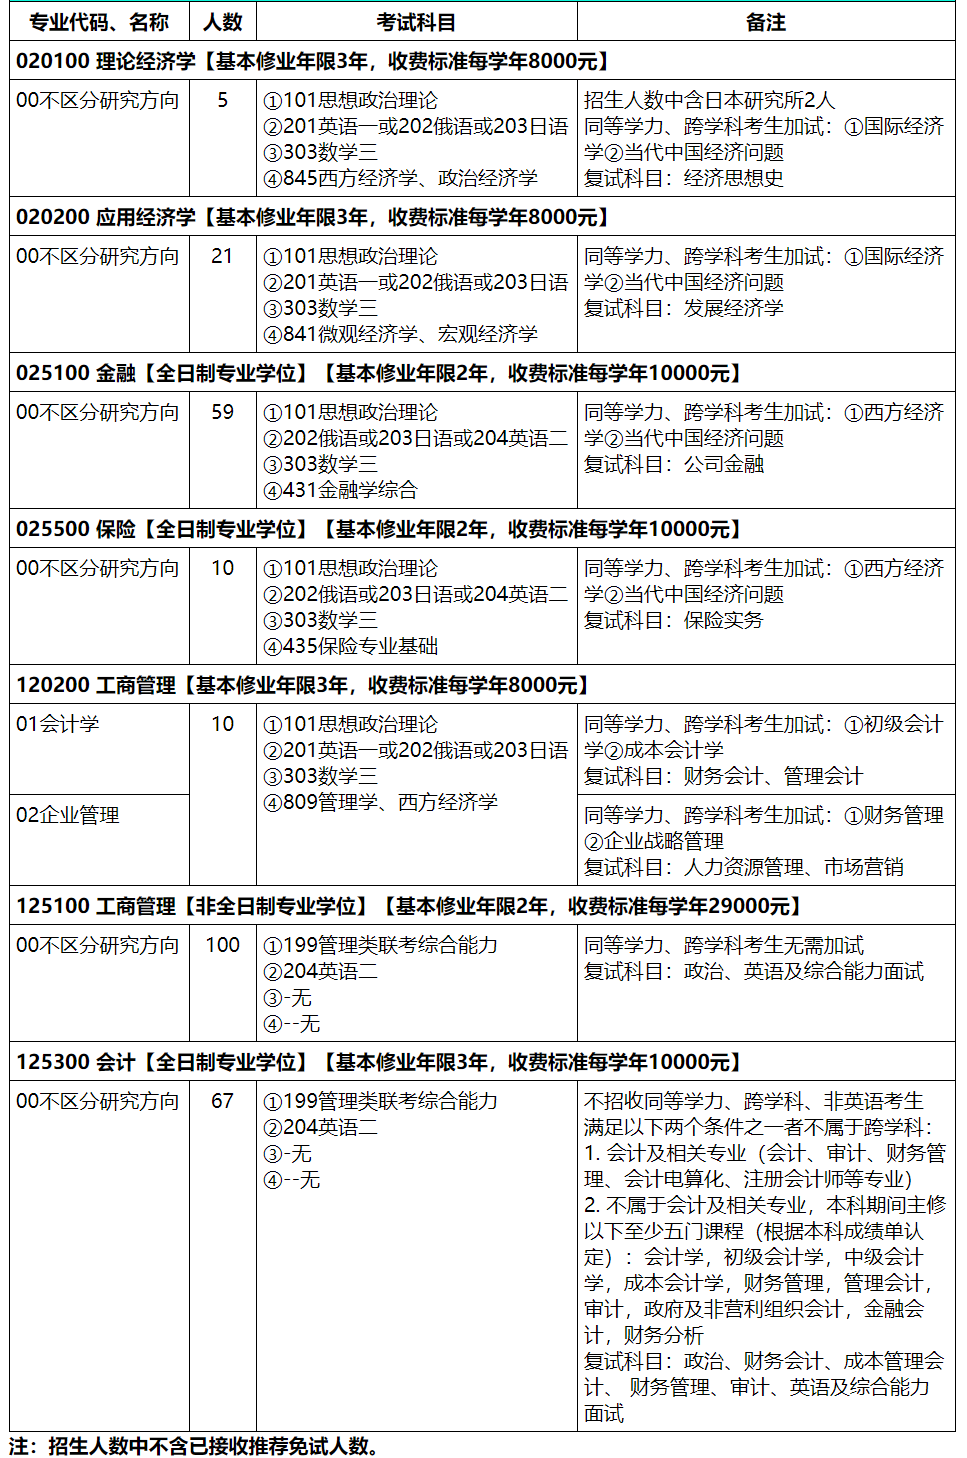 专业代码、名称 人数 考试科目 备注
020100 理论经济学【基本修业年限3年，收费标准每学年8000元】
00不区分研究方向 5 ①101思想政治理论 招生人数中含日本研究所2人
②201英语一或202俄语或203日语 同等学力、跨学科考生加试：①国际经济
③303数学三 学②当代中国经济问题
④845西方经济学、政治经济学 复试科目：经济思想史
020200 应用经济学【基本修业年限3年，收费标准每学年8000元】
00不区分研究方向 21 ①101思想政治理论 同等学力、跨学科考生加试：①国际经济
②201英语一或202俄语或203日语 学②当代中国经济问题
③303数学三 复试科目：发展经济学
④841微观经济学、宏观经济学
025100 金融【全日制专业学位】【基本修业年限2年，收费标准每学年10000元】
00不区分研究方向 59 ①101思想政治理论 同等学力、跨学科考生加试：①西方经济
②202俄语或203日语或204英语二 学②当代中国经济问题
③303数学三 复试科目：公司金融
④431金融学综合
025500 保险【全日制专业学位】【基本修业年限2年，收费标准每学年10000元】
00不区分研究方向 10 ①101思想政治理论 同等学力、跨学科考生加试：①西方经济
②202俄语或203日语或204英语二 学②当代中国经济问题
③303数学三 复试科目：保险实务
④435保险专业基础
120200 工商管理【基本修业年限3年，收费标准每学年8000元】
01会计学 10 ①101思想政治理论 同等学力、跨学科考生加试：①初级会计
②201英语一或202俄语或203日语 学②成本会计学
③303数学三 复试科目：财务会计、管理会计
④809管理学、西方经济学
02企业管理 同等学力、跨学科考生加试：①财务管理
②企业战略管理
复试科目：人力资源管理、市场营销
125100 工商管理【非全日制专业学位】【基本修业年限2年，收费标准每学年29000元】
00不区分研究方向 100 ①199管理类联考综合能力 同等学力、跨学科考生无需加试
②204英语二 复试科目：政治、英语及综合能力面试
③-无
④--无
125300 会计【全日制专业学位】【基本修业年限3年，收费标准每学年10000元】
00不区分研究方向 67 ①199管理类联考综合能力 不招收同等学力、跨学科、非英语考生
②204英语二 满足以下两个条件之一者不属于跨学科：
③-无 1. 会计及相关专业（会计、审计、财务管
④--无 理、会计电算化、注册会计师等专业）
2. 不属于会计及相关专业，本科期间主修
以下至少五门课程（根据本科成绩单认
定）：会计学，初级会计学，中级会计
学，成本会计学，财务管理，管理会计，
审计，政府及非营利组织会计，金融会
计，财务分析
复试科目：政治、财务会计、成本管理会
计、 财务管理、审计、英语及综合能力
面试
注：招生人数中不含已接收推荐免试人数。